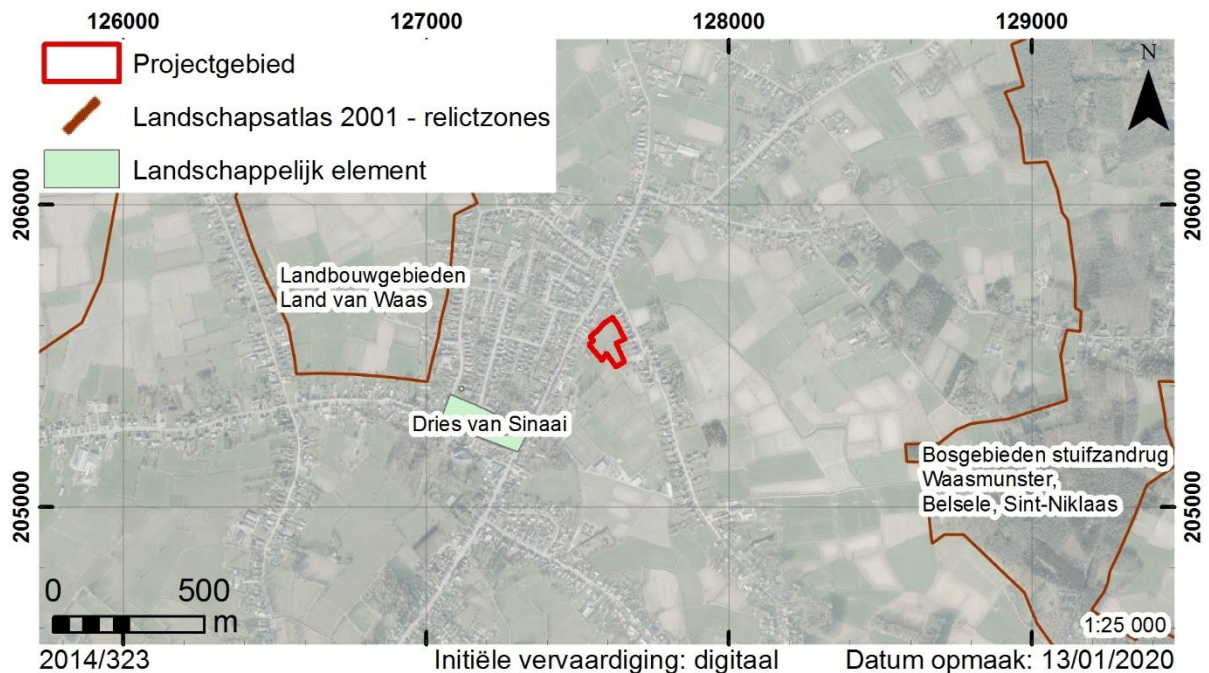 126000 127000 128000 129000
Projectgebied
Landschapsatlas 2001 - relictzones
Landschappelijk element
N
206000 206000
Landbouwgebieden
Land van Waas
Dries van Sinaai
Bosgebieden stuifzandrug
Waasmunster,
Belsele, Sint-Niklaas
205000 205000
0 500
m
1:25 000
2014/323 Initiële vervaardiging: digitaal Datum opmaak: 13/01/2020